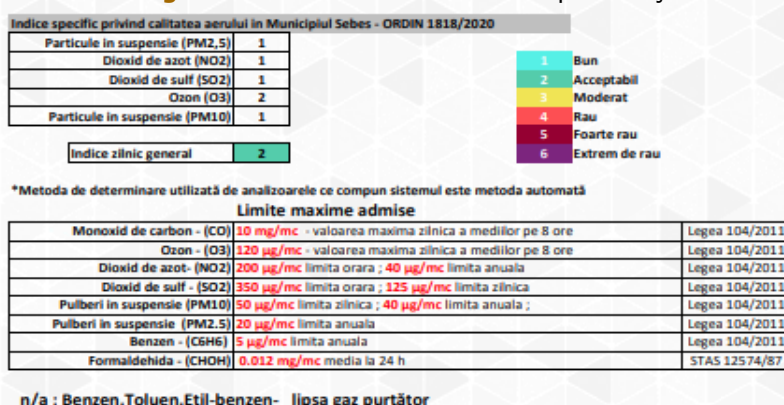 Indice specific privind calitatea aerului in Municipiul Sebes - ORDIN 1818/2020
Particule in suspensie (PM2,5) 1
Dioxid de azot (NO2) 1
Dioxid de sulf (SO2) 1
Ozon (O3) 2
Particule in suspensie (PM10) 1
Indice zilnic general 2
1 Bun
2 Acceptabil
3 Moderat
4 Rau
5 Foarte rau
6 Extrem de rau
*Metoda de determinare utilizată de analizoarele ce compun sistemul este metoda automată
Limite maxime admise
Monoxid de carbon - (CO) 10 mg/mc - valoarea maxima zilnica a mediilor pe 8 ore Legea 104/2011
Ozon - (O3) 120 µg/mc - valoarea maxima zilnica a mediilor pe 8 ore Legea 104/2011
Dioxid de azot- (NO2) 200 µg/mc limita orara ; 40 µg/mc limita anuala Legea 104/2011
Dioxid de sulf - (SO2) 350 µg/mc limita orara ; 125 µg/mc limita zilnica Legea 104/2011
Pulberi in suspensie (PM10) 50 µg/mc limita zilnica ; 40 µg/mc limita anuala ; Legea 104/2011
Pulberi in suspensie (PM2.5) 20 µg/mc limita anuala Legea 104/2011
Benzen - (C6H6) 5 µg/mc limita anuala Legea 104/2011
Formaldehida - (CHOH) 0.012 mg/mc media la 24 h STAS 12574/87
n/a : Benzen,Toluen,Etil-benzen- lipsa gaz purtător